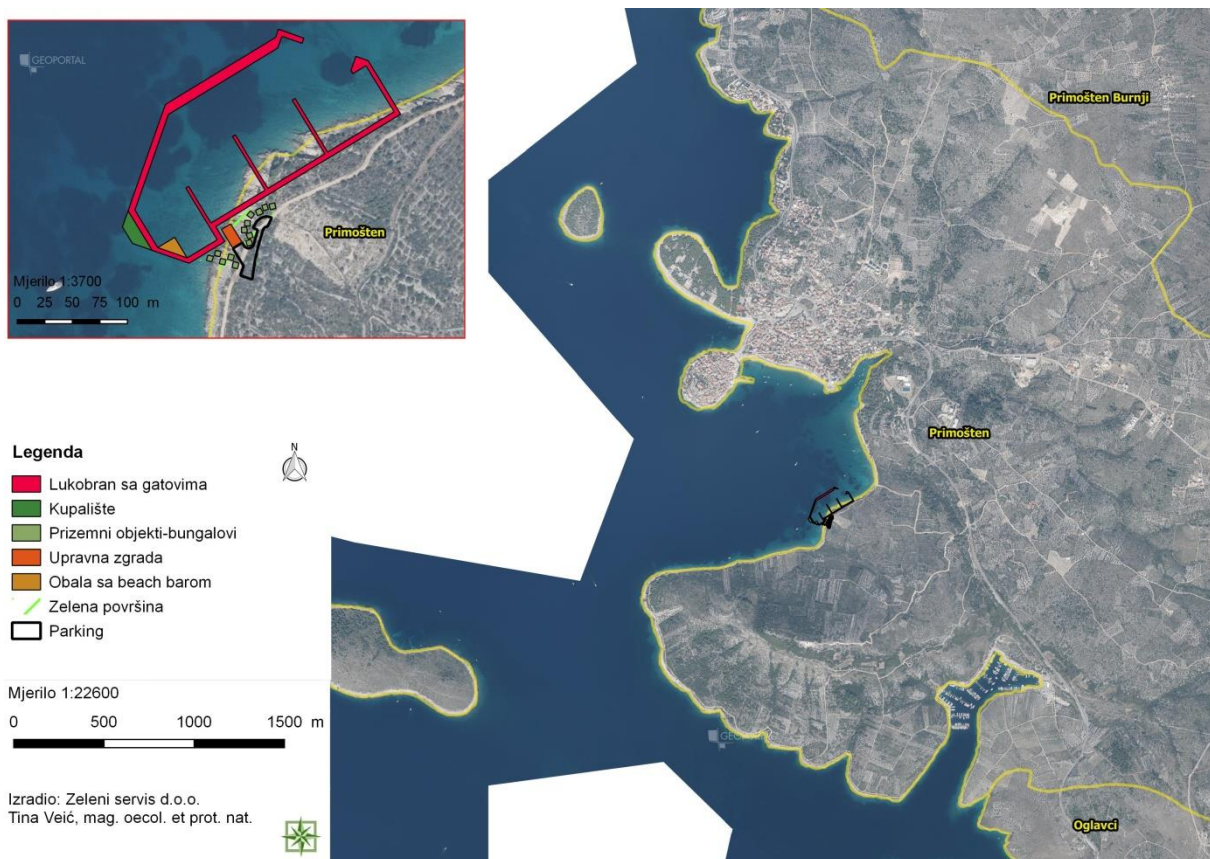 GEOPORTAL
Primošten
Mjerilo 1:3700
0 25 50 75 100 m
Legenda
N
Lukobran sa gatovima
Kupalište
Prizemni objekti-bungalovi
Upravna zgrada
Obala sa beach barom
Zelena površina
Parking
Mjerilo 1:22600
0 500 1000 1500 m
Izradio: Zeleni servis d.o.o.
Tina Veić, mag. oecol. et prot. nat.
GEOPORTAL
Primošten Burnji
Primošten
Oglavci